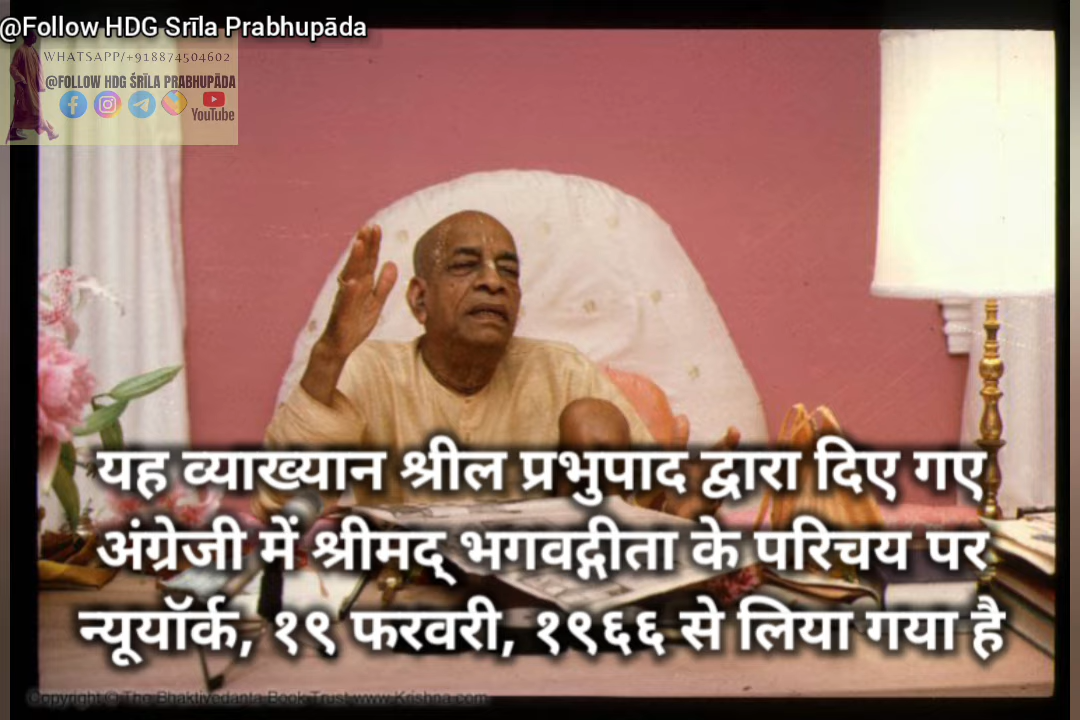 @Follow HDG Srīla Prabhupāda
WHATSAPP/+918874504602
@FOLLOW HDG ŚRĪLA PRABHUPĀDA
YouTube
यह व्याख्यान श्रील प्रभुपाद द्वारा दिए गए
अंग्रेजी में श्रीमद् भगवद्गीता के परिचय पर
न्यूयॉर्क, १९ फरवरी, १९६६ से लिया गया है
Copyright © The Bhaktivedanta Book Trust www.Krishna.com